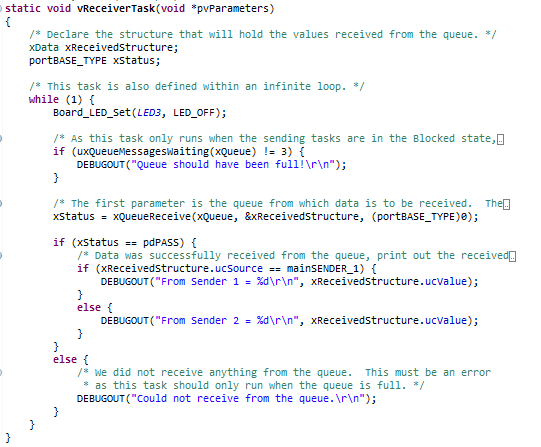 static void vReceiverTask(void *pvParameters)
{
    /* Declare the structure that will hold the values received from the queue. */
    xData xReceivedStructure;
    portBASE_TYPE xStatus;

    /* This task is also defined within an infinite loop. */
    while (1) {
        Board_LED_Set(LED3, LED_OFF);

        /* As this task only runs when the sending tasks are in the Blocked state,..
        if (uxQueueMessagesWaiting(xQueue) != 3) {
            DEBUGOUT("Queue should have been full!\r\n");
        }

        /* The first parameter is the queue from which data is to be received.  The..
        xStatus = xQueueReceive(xQueue, &xReceivedStructure, (portBASE_TYPE)0);

        if (xStatus == pdPASS) {
            /* Data was successfully received from the queue, print out the received..
            if (xReceivedStructure.ucSource == mainSENDER_1) {
                DEBUGOUT("From Sender 1 = %d\r\n", xReceivedStructure.ucValue);
            }
            else {
                DEBUGOUT("From Sender 2 = %d\r\n", xReceivedStructure.ucValue);
            }
        }
        else {
            /* We did not receive anything from the queue.  This must be an error
             * as this task should only run when the queue is full. */
            DEBUGOUT("Could not receive from the queue.\r\n");
        }
    }
}